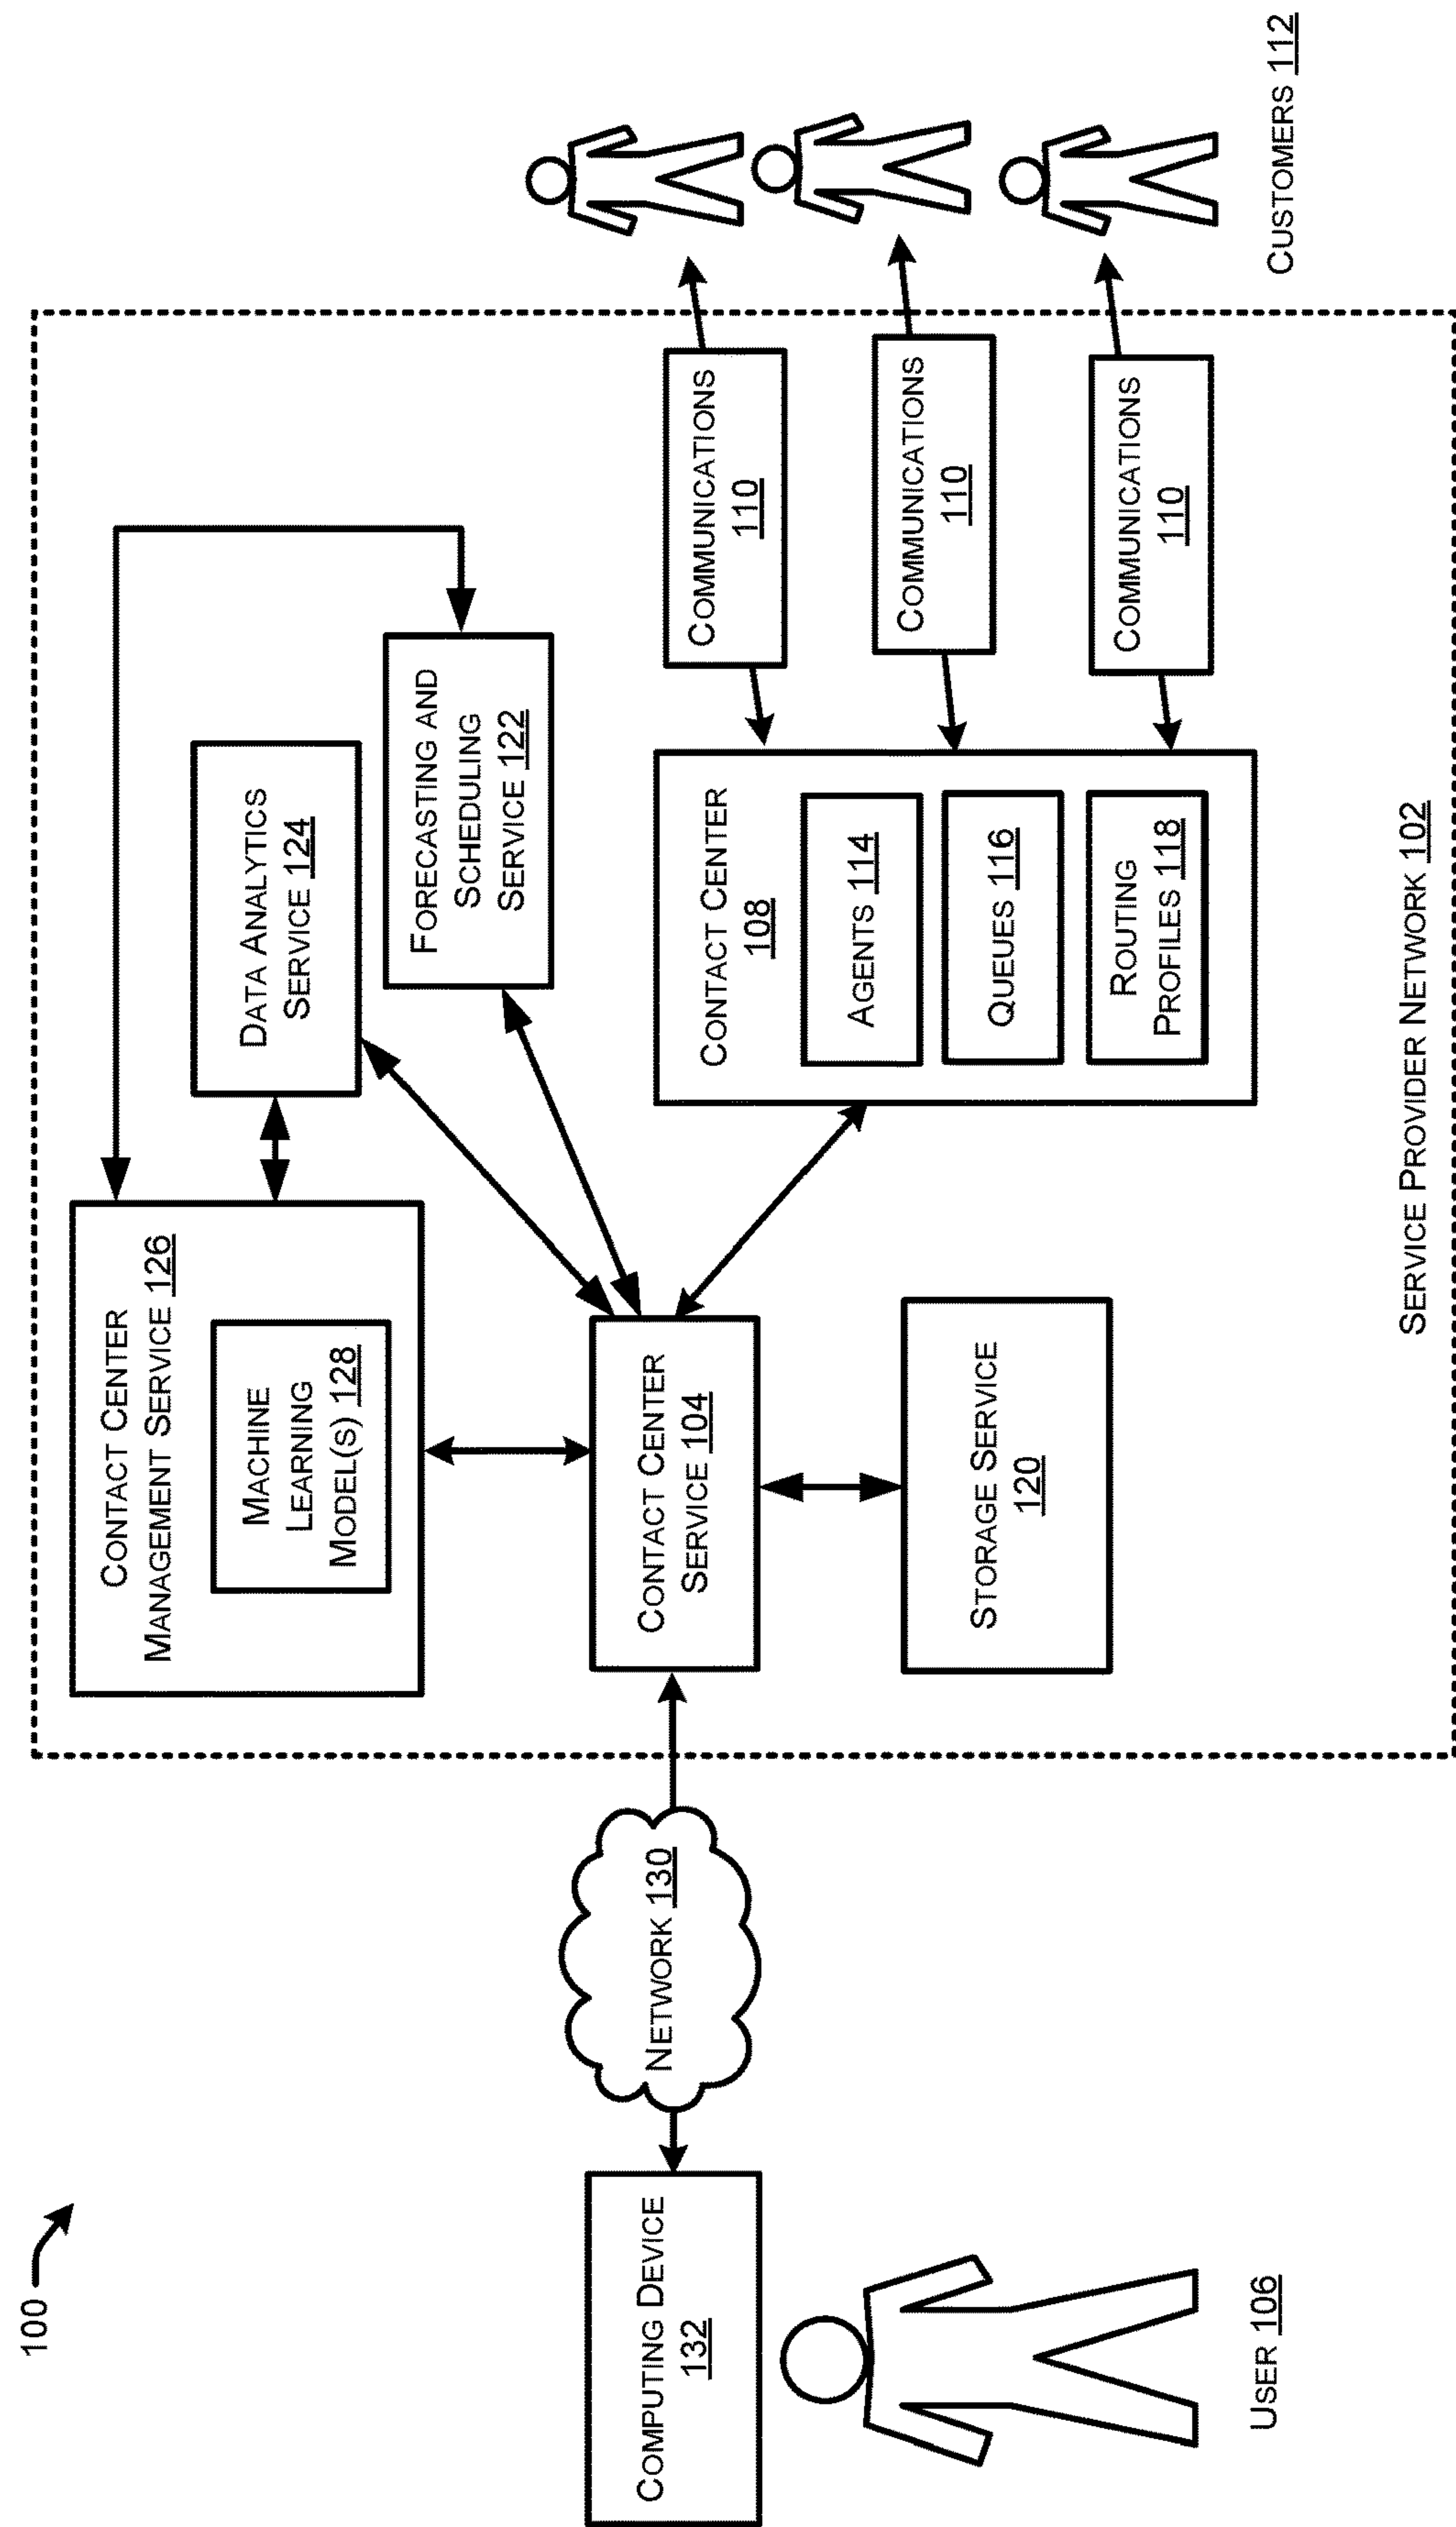 100
CONTACT CENTER
MANAGEMENT SERVICE 126
MACHINE
LEARNING
MODEL(S) 128
DATA ANALYTICS
SERVICE 124
FORECASTING AND
SCHEDULING
SERVICE 122
COMPUTING DEVICE
132
NETWORK 130
CONTACT CENTER
SERVICE 104
CONTACT CENTER
108
AGENTS 114
QUEUES 116
ROUTING
PROFILES 118
COMMUNICATIONS
110
COMMUNICATIONS
110
COMMUNICATIONS
110
STORAGE SERVICE
120
USER 106
CUSTOMERS 112
SERVICE PROVIDER NETWORK 102